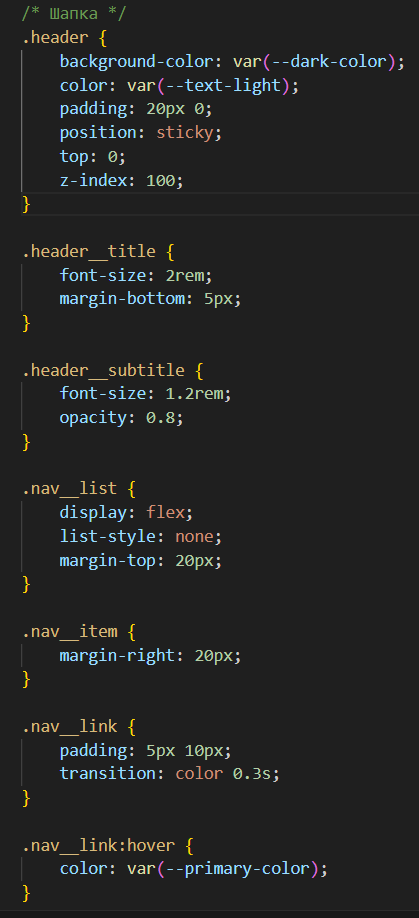 /* Шапка */
.header {
    background-color: var(--dark-color);
    color: var(--text-light);
    padding: 20px 0;
    position: sticky;
    top: 0;
    z-index: 100;
}

.header__title {
    font-size: 2rem;
    margin-bottom: 5px;
}

.header__subtitle {
    font-size: 1.2rem;
    opacity: 0.8;
}

.nav__list {
    display: flex;
    list-style: none;
    margin-top: 20px;
}

.nav__item {
    margin-right: 20px;
}

.nav__link {
    padding: 5px 10px;
    transition: color 0.3s;
}

.nav__link:hover {
    color: var(--primary-color);
}